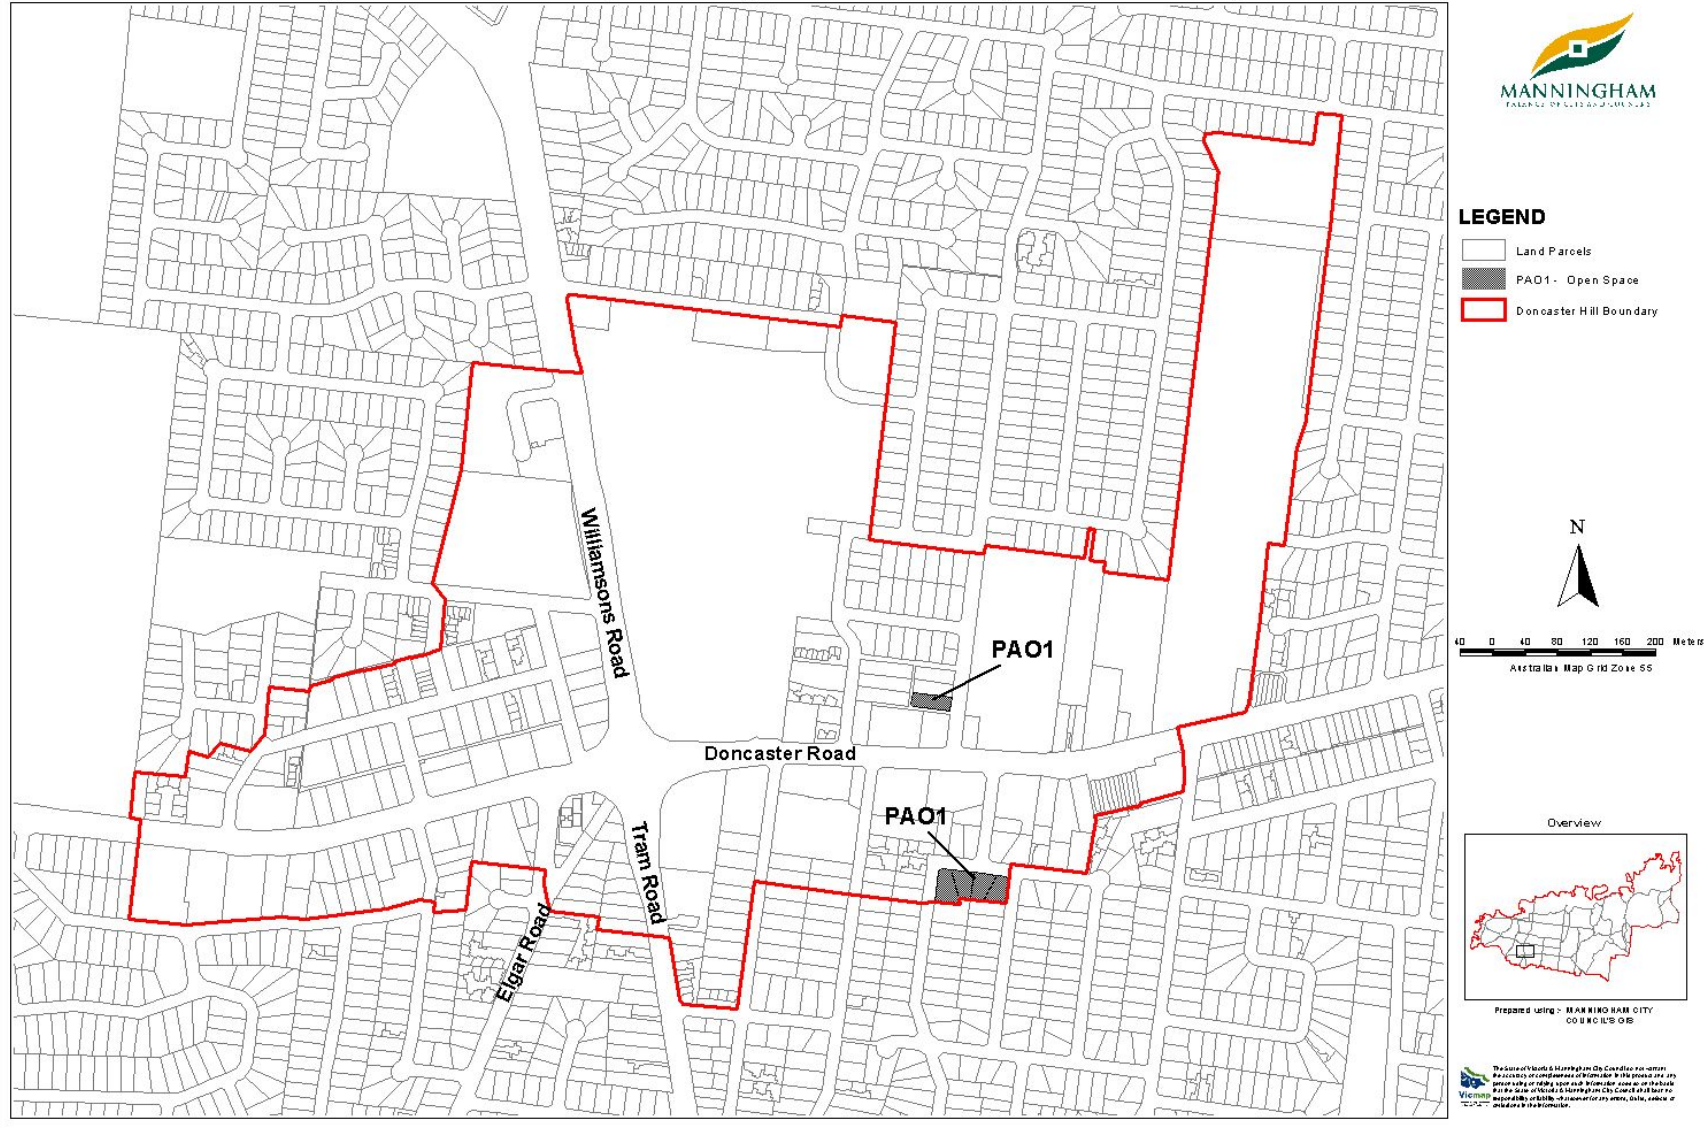 MANNINGHAM
LEGEND
Land Parcels
PAO1 - Open Space
Doncaster Hill Boundary
N
40 0 40 80 120 160 200 Meters
Australian Map Grid Zone 55
Williamsons Road
PAO1
Doncaster Road
PAO1
Tram Road
Elgar Road
Overview
Prepared using :- MANNINGHAM CITY
COUNCIL'S GIS
Vicmap